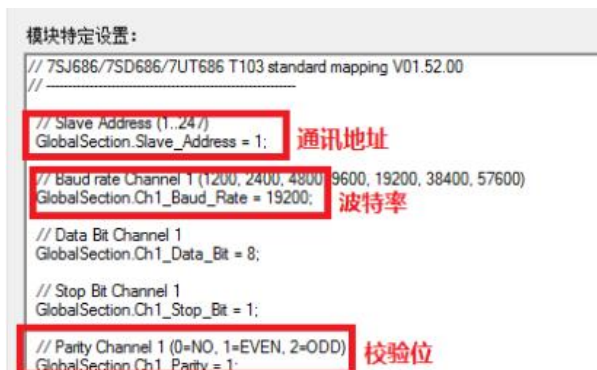 模块特定设置：
// 7SJ686/7SD686/7UT686 T103 standard mapping V01.52.00
// ------------------------------------------------------------
// Slave Address (1..247)
GlobalSection.Slave_Address = 1;
通讯地址
// Baud rate Channel 1 (1200, 2400, 4800, 9600, 19200, 38400, 57600)
GlobalSection.Ch1_Baud_Rate = 19200;
波特率
// Data Bit Channel 1
GlobalSection.Ch1_Data_Bit = 8;
// Stop Bit Channel 1
GlobalSection.Ch1_Stop_Bit = 1;
// Parity Channel 1 (0=NO, 1=EVEN, 2=ODD)
GlobalSection.Ch1_Parity = 1;
校验位